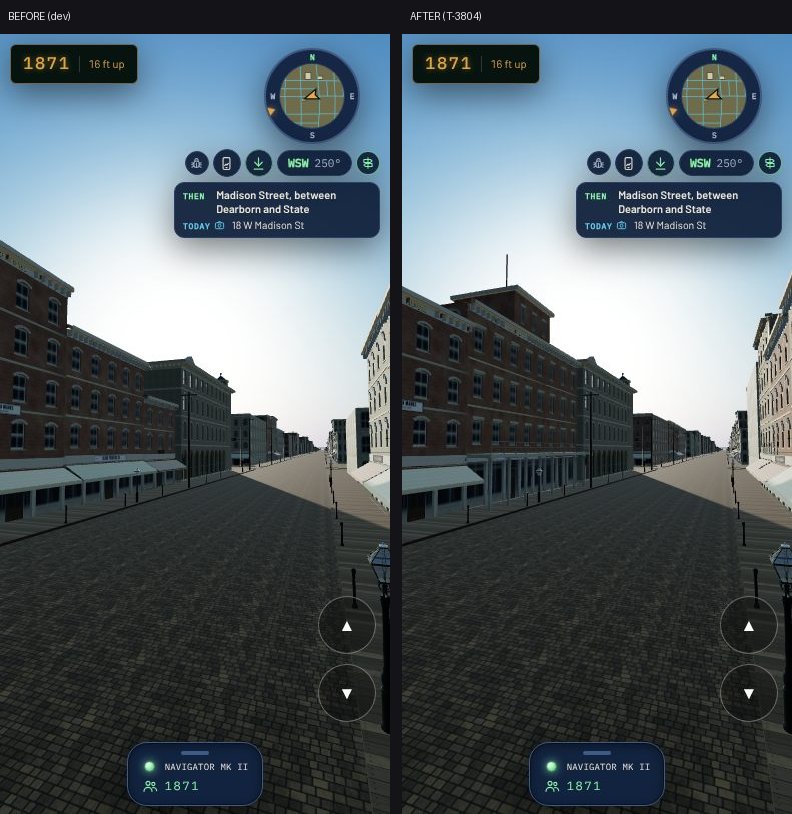 BEFORE (dev)
1871 16 ft up
N
W E
S
WSW 250°
THEN Madison Street, between
Dearborn and State
TODAY 18 W Madison St
NAVIGATOR MK II
1871
AFTER (T-3804)
1871 16 ft up
N
W E
S
WSW 250°
THEN Madison Street, between
Dearborn and State
TODAY 18 W Madison St
NAVIGATOR MK II
1871